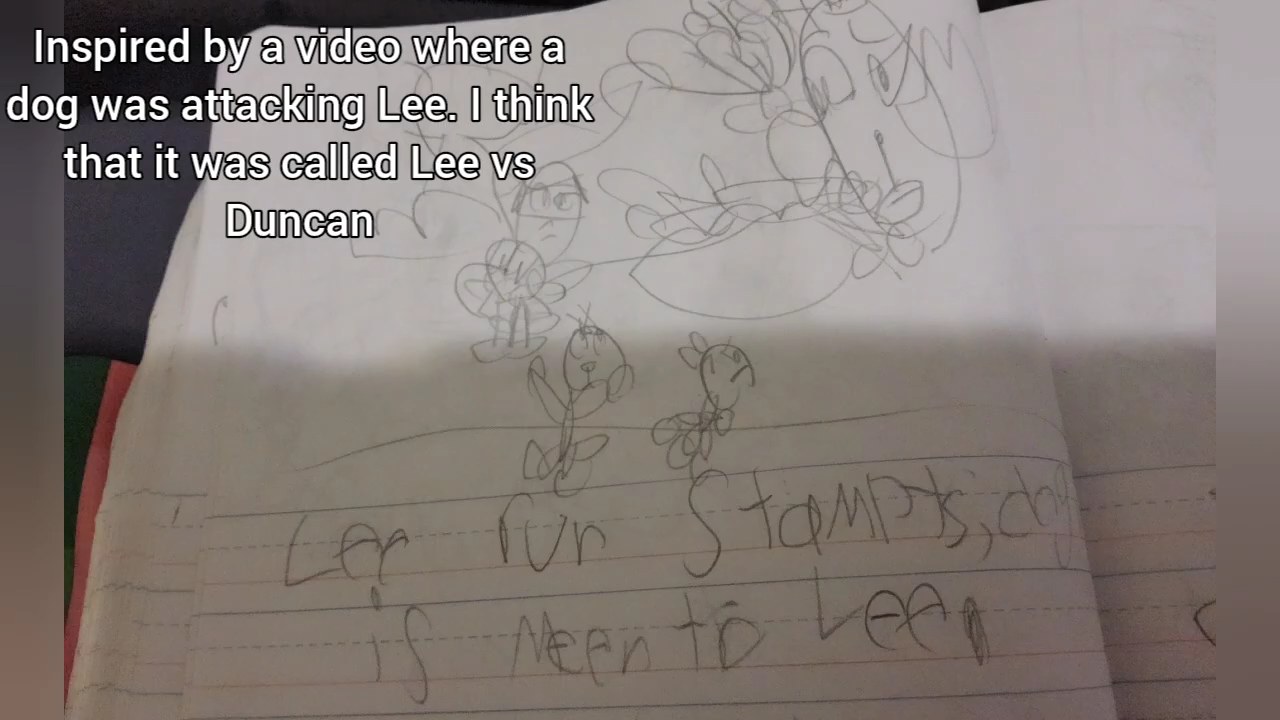 Inspired by a video where a
dog was attacking Lee. I think
that it was called Lee vs
Duncan
Lee run Stampts, dog
is meen to Lee